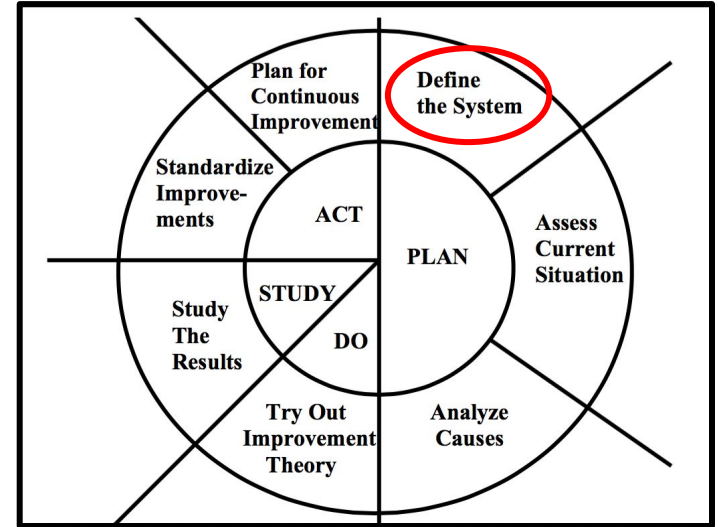 Plan for
Continuous
Improvement
Define
the System
Standardize
Improve-
ments
ACT
Assess
Current
Situation
PLAN
STUDY
Study
The
Results
DO
Try Out
Improvement
Theory
Analyze
Causes